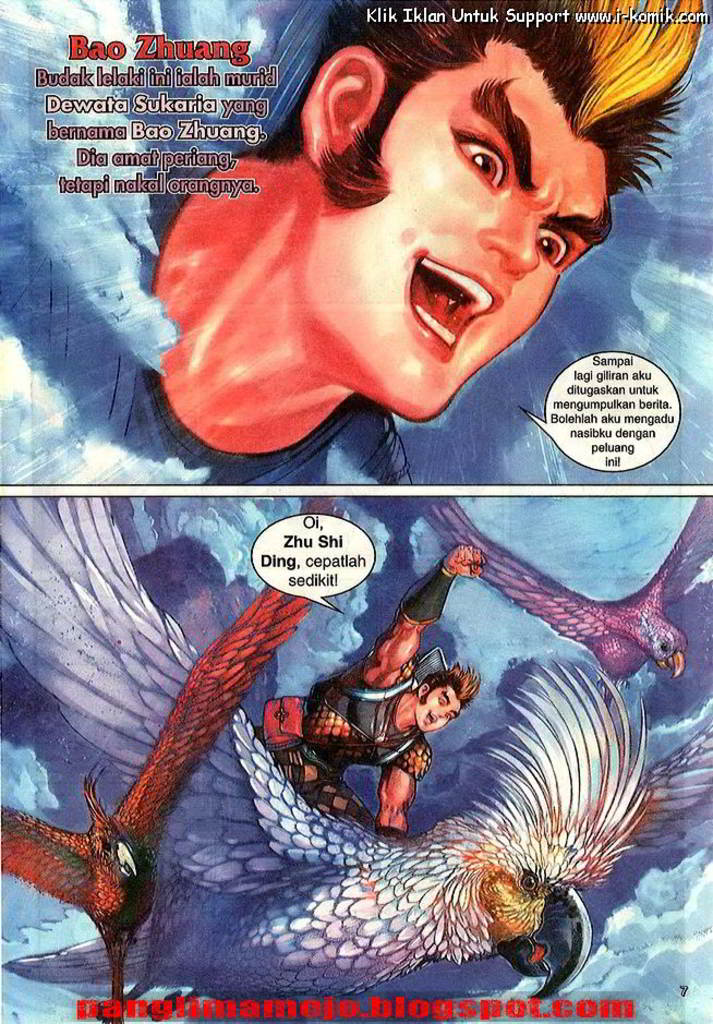 Klik Iklan Untuk Support www.i-komik.com
Bao Zhuang
Budak lelaki ini ialah murid
Dewata Sukaria yang
bernama Bao Zhuang.
Dia amat periang,
tetapi nakal orangnya.
Sampai
lagi giliran aku
ditugaskan untuk
mengumpulkan berita.
Bolehlah aku mengadu
nasibku dengan
peluang
ini!
Oi,
Zhu Shi
Ding, cepatlah
sedikit!
7
panglimamejo.blogspot.com